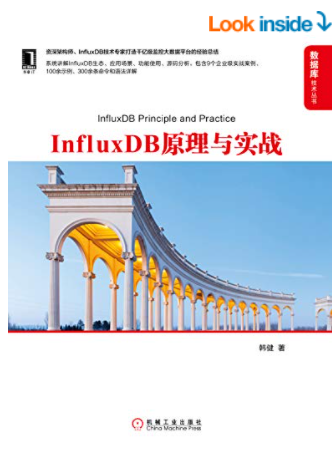 Look inside
资深架构师、InfluxDB技术专家打造千亿级监控大数据平台的经验总结
系统讲解InfluxDB生态、应用场景、功能使用、源码分析，包含9个企业级实战案例、
100余示例、300余条命令和语法详解
数据库
技术丛书
InfluxDB Principle and Practice
InfluxDB原理与实战
韩健 著
机械工业出版社
China Machine Press